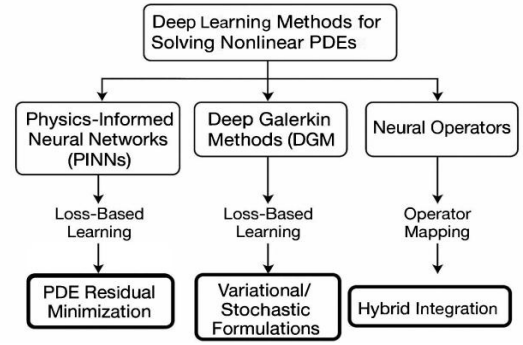 Deep Learning Methods for
Solving Nonlinear PDEs
Physics-Informed
Neural Networks
(PINNs)
Deep Galerkin
Methods (DGM
Neural Operators
Loss-Based
Learning
Loss-Based
Learning
Operator
Mapping
PDE Residual
Minimization
Variational/
Stochastic
Formulations
Hybrid Integration